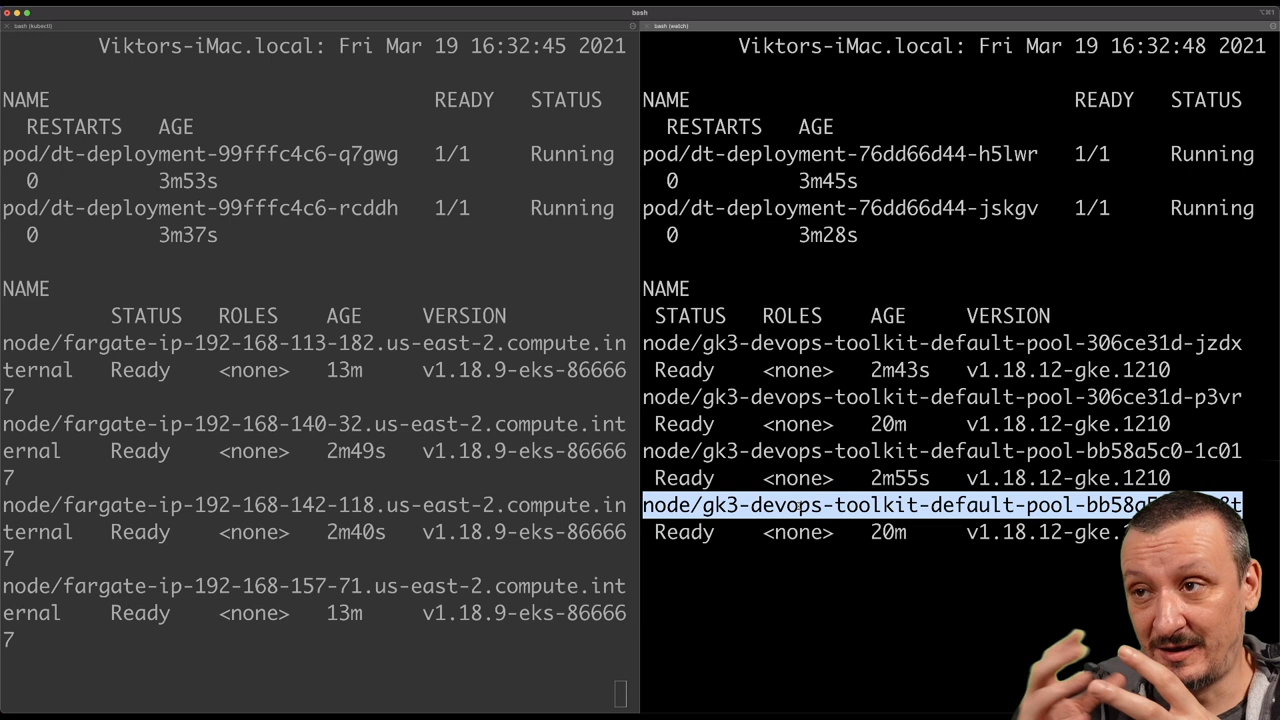 bash
⌥⌘1
bash (kubectl)
bash (watch)
Viktors-iMac.local: Fri Mar 19 16:32:45 2021
NAME READY STATUS
RESTARTS AGE
pod/dt-deployment-99fffc4c6-q7gwg 1/1 Running
0 3m53s
pod/dt-deployment-99fffc4c6-rcddh 1/1 Running
0 3m37s
NAME
STATUS ROLES AGE VERSION
node/fargate-ip-192-168-113-182.us-east-2.compute.in
ternal Ready <none> 13m v1.18.9-eks-86666
7
node/fargate-ip-192-168-140-32.us-east-2.compute.int
ernal Ready <none> 2m49s v1.18.9-eks-86666
7
node/fargate-ip-192-168-142-118.us-east-2.compute.in
ternal Ready <none> 2m40s v1.18.9-eks-86666
7
node/fargate-ip-192-168-157-71.us-east-2.compute.int
ernal Ready <none> 13m v1.18.9-eks-86666
7
Viktors-iMac.local: Fri Mar 19 16:32:48 2021
NAME READY STATUS
RESTARTS AGE
pod/dt-deployment-76dd66d44-h5lwr 1/1 Running
0 3m45s
pod/dt-deployment-76dd66d44-jskgv 1/1 Running
0 3m28s
NAME
STATUS ROLES AGE VERSION
node/gk3-devops-toolkit-default-pool-306ce31d-jzdx
Ready <none> 2m43s v1.18.12-gke.1210
node/gk3-devops-toolkit-default-pool-306ce31d-p3vr
Ready <none> 20m v1.18.12-gke.1210
node/gk3-devops-toolkit-default-pool-bb58a5c0-1c01
Ready <none> 2m55s v1.18.12-gke.1210
node/gk3-devops-toolkit-default-pool-bb58a
Ready <none> 20m v1.18.12-gke.